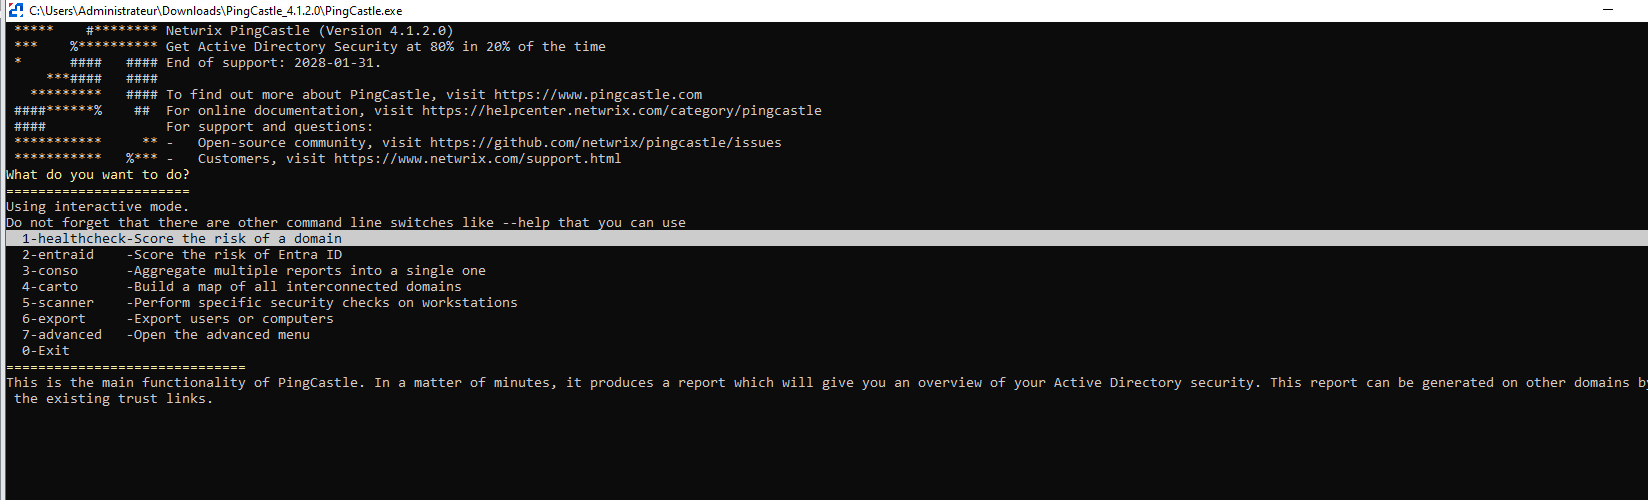 C:\Users\Administrateur\Downloads\PingCastle_4.1.2.0\PingCastle.exe
*****    #******** Netwrix PingCastle (Version 4.1.2.0)
***    %********** Get Active Directory Security at 80% in 20% of the time
*      ####   #### End of support: 2028-01-31.
***####   ####
*********   #### To find out more about PingCastle, visit https://www.pingcastle.com
####******%    ##  For online documentation, visit https://helpcenter.netwrix.com/category/pingcastle
####               For support and questions:
***********     ** -   Open-source community, visit https://github.com/netwrix/pingcastle/issues
***********   %*** -   Customers, visit https://www.netwrix.com/support.html
What do you want to do?
=======================
Using interactive mode.
Do not forget that there are other command line switches like --help that you can use
1-healthcheck-Score the risk of a domain
2-entraid    -Score the risk of Entra ID
3-conso      -Aggregate multiple reports into a single one
4-carto      -Build a map of all interconnected domains
5-scanner    -Perform specific security checks on workstations
6-export     -Export users or computers
7-advanced   -Open the advanced menu
0-Exit
==============================
This is the main functionality of PingCastle. In a matter of minutes, it produces a report which will give you an overview of your Active Directory security. This report can be generated on other domains
the existing trust links.